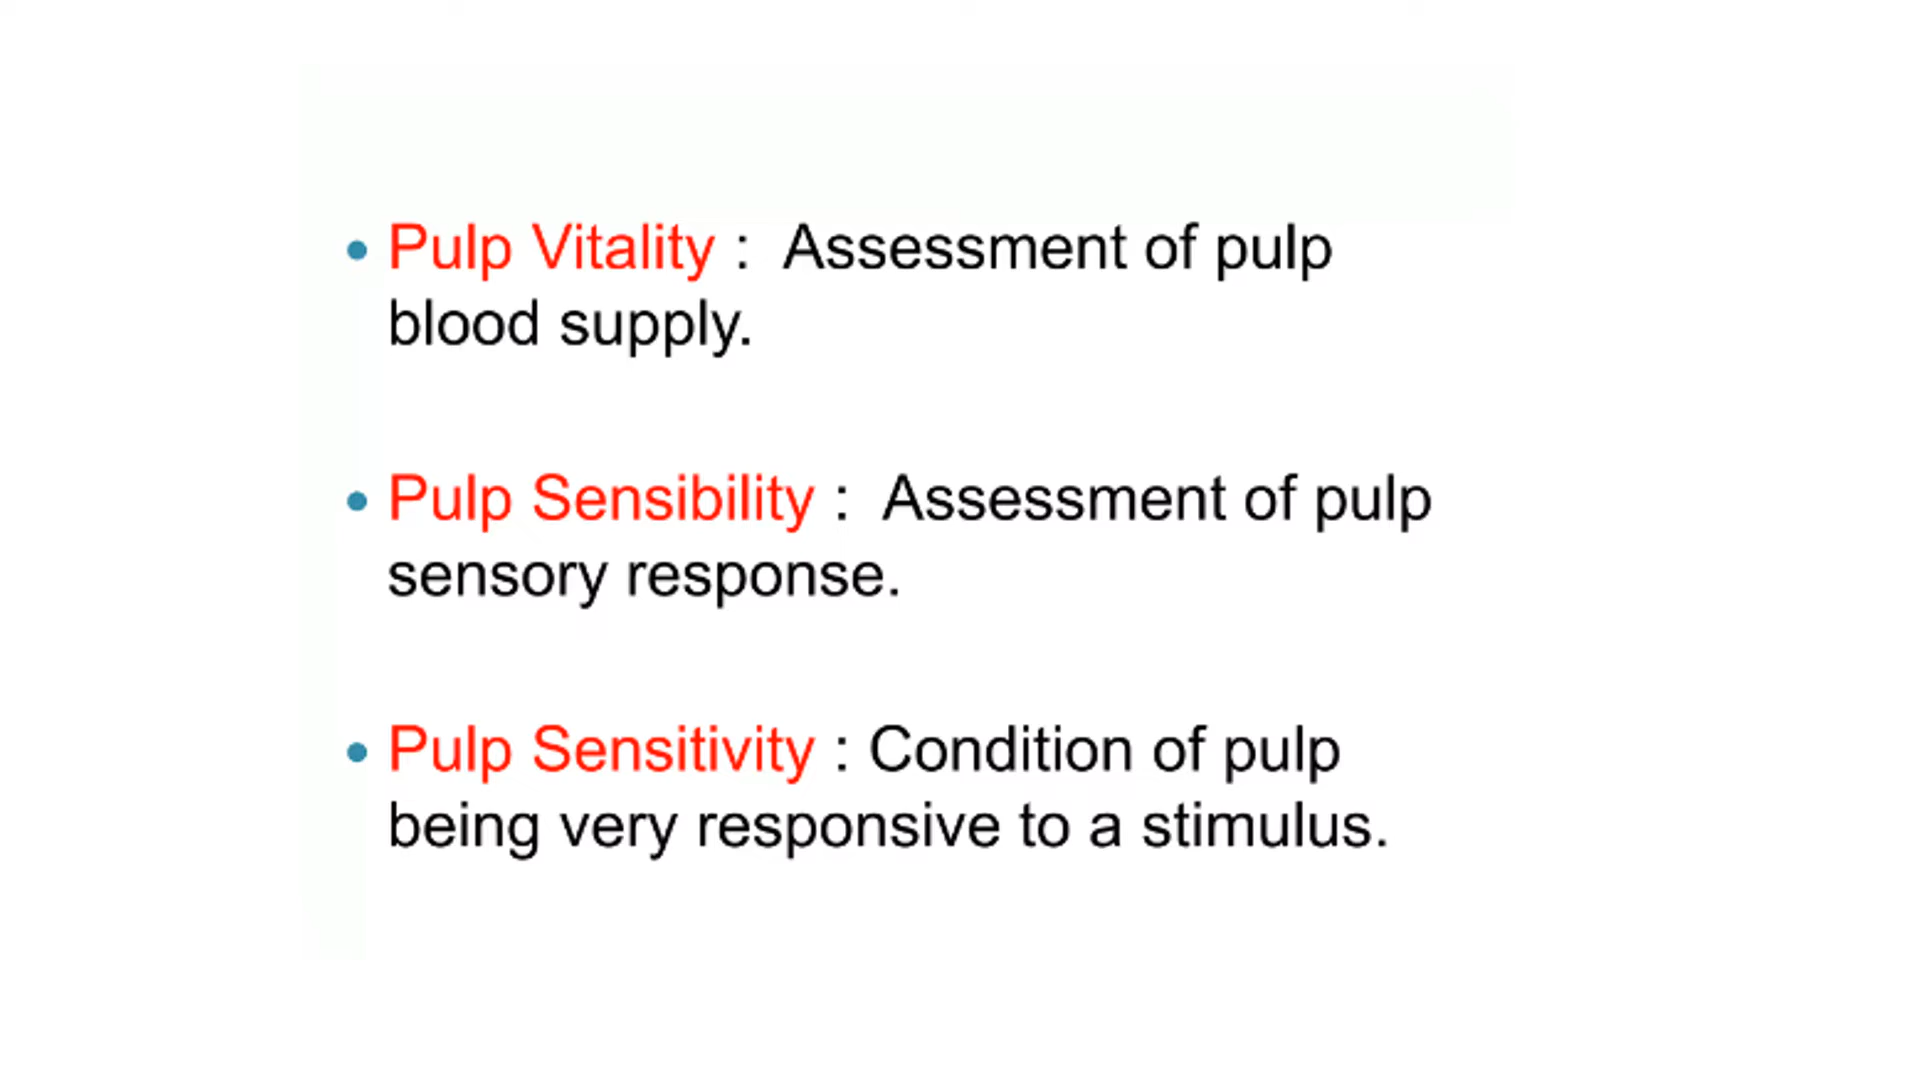 • Pulp Vitality :  Assessment of pulp
blood supply.
• Pulp Sensibility :  Assessment of pulp
sensory response.
• Pulp Sensitivity : Condition of pulp
being very responsive to a stimulus.